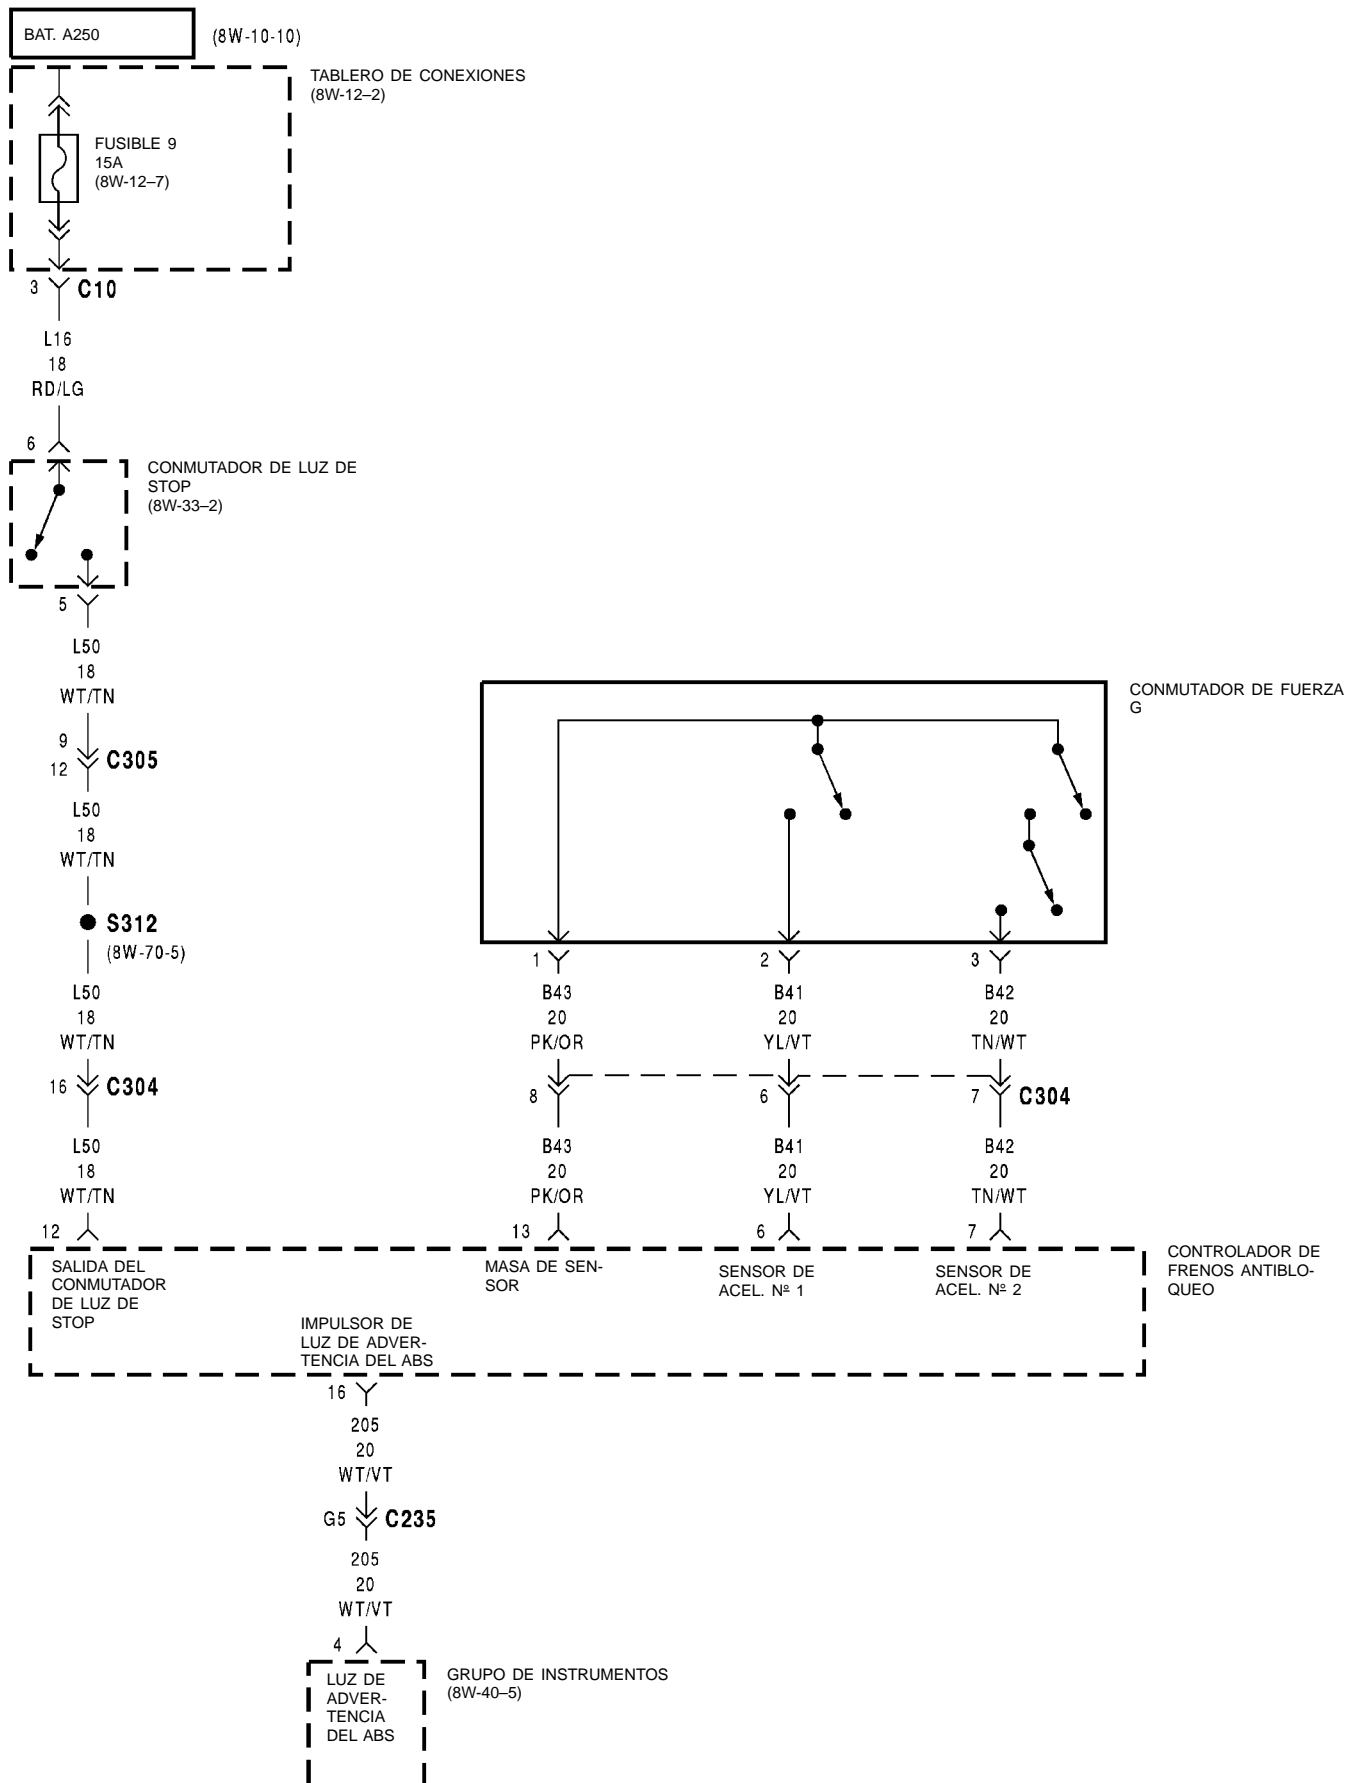 BAT. A250
(8W-10-10)
TABLERO DE CONEXIONES
(8W-12–2)
FUSIBLE 9
15A
(8W-12–7)
3
C10
L16
18
RD/LG
6
CONMUTADOR DE LUZ DE
STOP
(8W-33–2)
5
L50
18
WT/TN
9
12
C305
L50
18
WT/TN
S312
(8W-70-5)
L50
18
WT/TN
16
C304
L50
18
WT/TN
12
CONMUTADOR DE FUERZA
G
1
2
3
B43
B41
B42
20
20
20
PK/OR
YL/VT
TN/WT
8
6
7
C304
B43
B41
B42
20
20
20
PK/OR
YL/VT
TN/WT
13
6
7
CONTROLADOR DE
FRENOS ANTIBLO-
QUEO
SALIDA DEL
CONMUTADOR
DE LUZ DE
STOP
MASA DE SEN-
SOR
SENSOR DE
ACEL. Nº 1
SENSOR DE
ACEL. Nº 2
IMPULSOR DE
LUZ DE ADVER-
TENCIA DEL ABS
16
205
20
WT/VT
G5
C235
205
20
WT/VT
4
LUZ DE
ADVER-
TENCIA
DEL ABS
GRUPO DE INSTRUMENTOS
(8W-40–5)